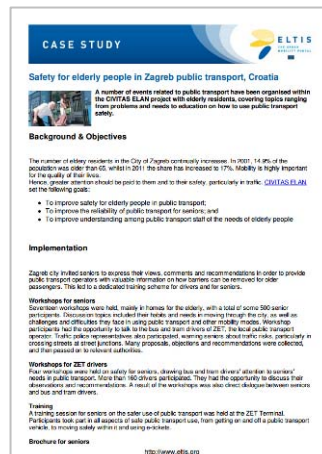 CASE STUDY
ELTIS
THE URBAN
MOBILITY PORTAL
Safety for elderly people in Zagreb public transport, Croatia
A number of events related to public transport have been organised within
the CIVITAS ELAN project with elderly residents, covering topics ranging
from problems and needs to education on how to use public transport
safely.
Background & Objectives
The number of eldery residents in the City of Zagreb continually increases. In 2001, 14.9% of the
population was older than 65, whilst in 2011 the share has increased to 17%. Mobility is highly important
for the quality of their lives.
Hence, greater attention should be paid to them and to their safety, particularly in traffic. CIVITAS ELAN
set the following goals:
• To improve safety for elderly people in public transport;
• To improve the reliability of public transport for seniors; and
• To improve understanding among public transport staff of the needs of elderly people
Implementation
Zagreb city invited seniors to express their views, comments and recommendations in order to provide
public transport operators with valuable information on how barriers can be removed for older
passengers. This led to a dedicated training scheme for drivers and for seniors.
Workshops for seniors
Seventeen workshops were held, mainly in homes for the elderly, with a total of some 500 senior
participants. Discussion topics included their habits and needs in moving through the city, as well as
challenges and difficulties they face in using public transport and other mobility modes. Workshop
participants had the opportunity to talk to the bus and tram drivers of ZET, the local public transport
operator. Traffic police representatives also participated, warning seniors about traffic risks, particularly in
crossing streets at street junctions. Many proposals, objections and recommendations were collected,
and then passed on to relevant authorities.
Workshops for ZET drivers
Four workshops were held on safety for seniors, drawing bus and tram drivers' attention to seniors'
needs in public transport. More than 160 drivers participated. They had the opportunity to discuss their
observations and recommendations. A result of the workshops was also direct dialogue between seniors
and bus and tram drivers.
Training
A training session for seniors on the safer use of public transport was held at the ZET Terminal.
Participants took part in all aspects of safe public transport use, from getting on and off a public transport
vehicle, to moving safely within it and using e-tickets.
Brochure for seniors
http://www.eltis.org